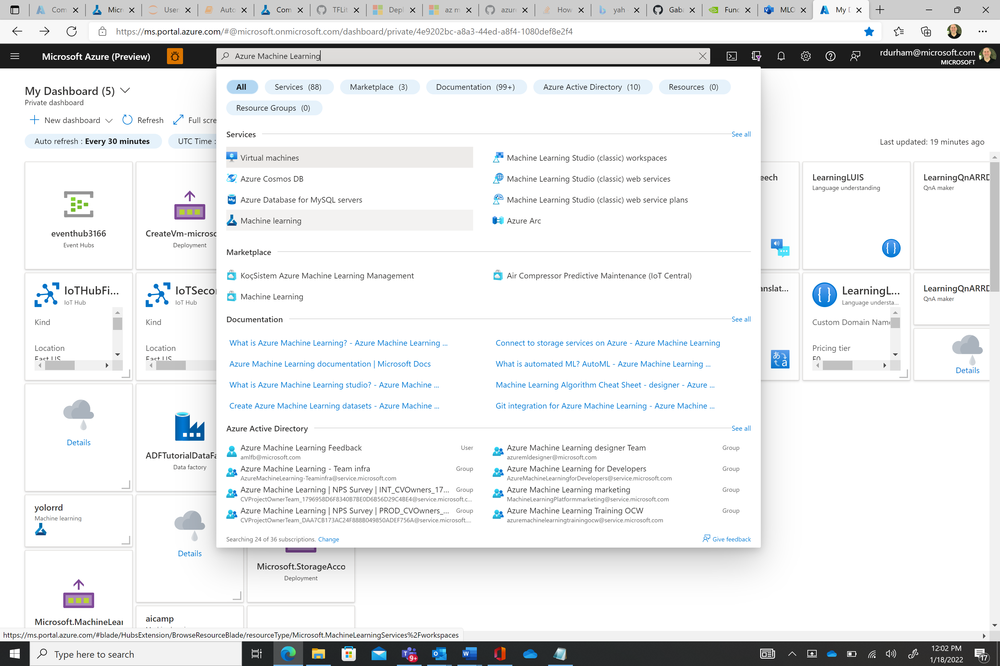 Com
Micr
User
Auto
Com
TFLit
Depl
az m
azur
How
yah
Gaba
Func
MLO
My D
https://ms.portal.azure.com/#@microsoft.onmicrosoft.com/dashboard/private/4e9202bc-a8a3-44ed-a8f4-1080def8e2f4
Microsoft Azure (Preview)
Azure Machine Learning
rdurham@microsoft.com
MICROSOFT
My Dashboard (5)
Private dashboard
New dashboard
Refresh
Full scre
Auto refresh : Every 30 minutes
UTC Time :
Last updated: 19 minutes ago
All
Services (88)
Marketplace (3)
Documentation (99+)
Azure Active Directory (10)
Resources (0)
Resource Groups (0)
Services
See all
Virtual machines
Machine Learning Studio (classic) workspaces
Azure Cosmos DB
Machine Learning Studio (classic) web services
Azure Database for MySQL servers
Machine Learning Studio (classic) web service plans
Machine learning
Azure Arc
Marketplace
KoçSistem Azure Machine Learning Management
Air Compressor Predictive Maintenance (IoT Central)
Machine Learning
Documentation
See all
What is Azure Machine Learning? - Azure Machine Learning ...
Connect to storage services on Azure - Azure Machine Learning
Azure Machine Learning documentation | Microsoft Docs
What is automated ML? AutoML - Azure Machine Learning ...
What is Azure Machine Learning studio? - Azure Machine ...
Machine Learning Algorithm Cheat Sheet - designer - Azure ...
Create Azure Machine Learning datasets - Azure Machine ...
Git integration for Azure Machine Learning - Azure Machine ...
Azure Active Directory
See all
Azure Machine Learning Feedback
User
amlfb@microsoft.com
Azure Machine Learning designer Team
Group
azuremldesigner@microsoft.com
Azure Machine Learning - Team infra
Group
AzureMachineLearning-Teaminfra@service.microsoft.com
Azure Machine Learning for Developers
Group
AzureMachineLearningforDevelopers@service.microsoft.com
Azure Machine Learning | NPS Survey | INT_CVOwners_17...
Group
CVProjectOwnerTeam_1796958D6F8340B7BE0D6B56D29C4BE4@service.microsoft.c...
Azure Machine Learning marketing
Group
MachineLearningPlatformmarketing@service.microsoft.com
Azure Machine Learning | NPS Survey | PROD_CVOwners_...
Group
CVProjectOwnerTeam_DAA7CB173AC24F888B049850ADEF756A@service.microsoft....
Azure Machine Learning Training OCW
Group
azuremachinelearningtrainingocw@service.microsoft.com
Searching 24 of 36 subscriptions. Change
Give feedback
eventhub3166
Event Hubs
CreateVm-microsc
Deployment
eech
LearningLUIS
Language understanding
LearningQnARRD
QnA maker
IoTHubFi...
IoT Hub
Kind
Location
East US
IoTSecon
IoT Hub
Kind
Location
East US
anslat...
あ
a
LearningL...
Language understa...
Custom Domain Name
Pricing tier
F0
LearningQnARRD
QnA maker
Details
Details
ADFTutorialDataFa
Data factory
yolorrd
Machine learning
Details
Microsoft.StorageAcco
Deployment
Microsoft.MachineLear
aicamp
https://ms.portal.azure.com/#blade/HubsExtension/BrowseResourceBlade/resourceType/Microsoft.MachineLearningServices%2Fworkspaces
Type here to search
9+
12:02 PM
1/18/2022
17